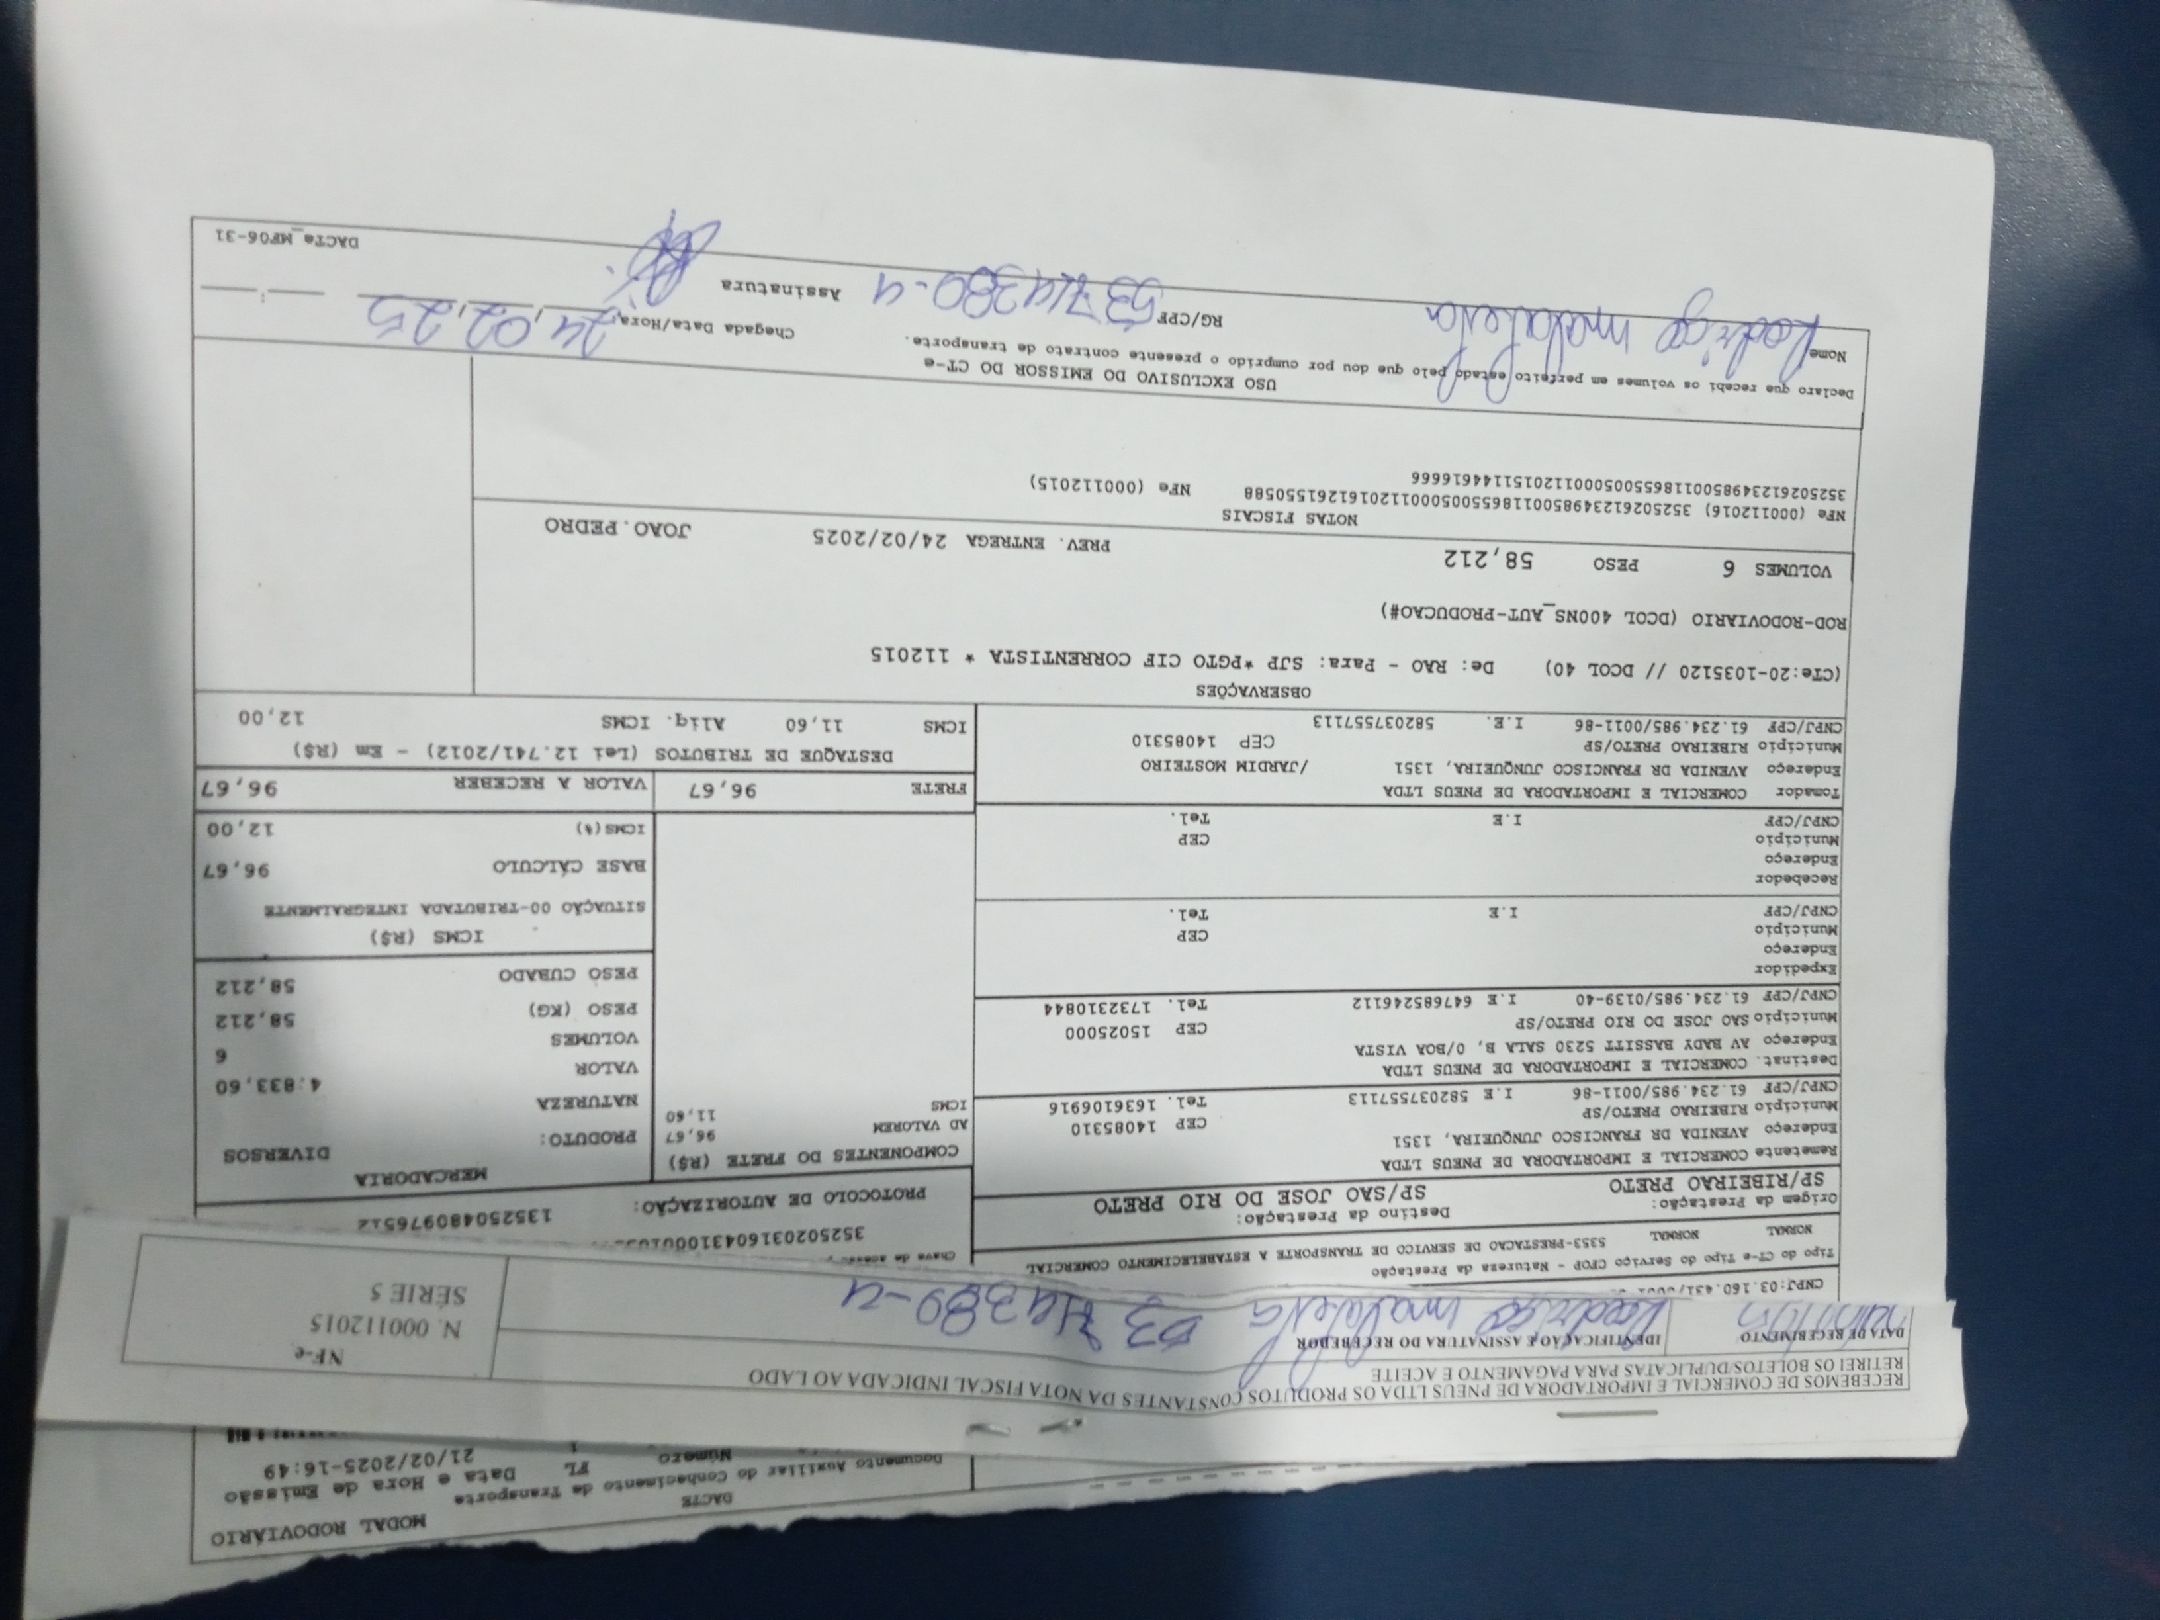 MODAL RODOVIÁRIO
DACTE
Documento Auxiliar do Conhecimento de Transporte
Número FL Data e Hora de Emissão
1 21/02/2025-16:49
RECEBEMOS DE COMERCIAL E IMPORTADORA DE PNEUS LTDA OS PRODUTOS CONSTANTES DA NOTA FISCAL INDICADA AO LADO
RETIREI OS BOLETOS/DUPLICATAS PARA PAGAMENTO E ACEITE
DATA DE RECEBIMENTO IDENTIFICAÇÃO E ASSINATURA DO RECEBEDOR
Rodrigo malatesta 53714389-4
NF-e
N. 000112015
SÉRIE 5
CNPJ:03.160.431/
Tipo do CT-e Tipo do Serviço CFOP - Natureza da Prestação
NORMAL NORMAL 5353-PRESTACAO DE SERVICO DE TRANSPORTE A ESTABELECIMENTO COMERCIAL
Chave de acesso
Origem da Prestação: Destino da Prestação:
SP/RIBEIRAO PRETO SP/SAO JOSE DO RIO PRETO
PROTOCOLO DE AUTORIZAÇÃO:
Remetente COMERCIAL E IMPORTADORA DE PNEUS LTDA
Endereço AVENIDA DR FRANCISCO JUNQUEIRA, 1351
Município RIBEIRAO PRETO/SP CEP 14085310
CNPJ/CPF 61.234.985/0011-86 I.E 582037557113 Tel. 1636106916
Destinat. COMERCIAL E IMPORTADORA DE PNEUS LTDA
Endereço AV BADY BASSITT 5230 SALA B, 0/BOA VISTA
Município SAO JOSE DO RIO PRETO/SP CEP 15025000
CNPJ/CPF 61.234.985/0139-40 I.E 647685246112 Tel. 1732310844
Expedidor
Endereço
Município CEP
CNPJ/CPF I.E Tel.
Recebedor
Endereço
Município CEP
CNPJ/CPF I.E Tel.
Tomador COMERCIAL E IMPORTADORA DE PNEUS LTDA
Endereço AVENIDA DR FRANCISCO JUNQUEIRA, 1351 /JARDIM MOSTEIRO
Município RIBEIRAO PRETO/SP CEP 14085310
CNPJ/CPF 61.234.985/0011-86 I.E. 582037557113
COMPONENTES DO FRETE (R$)
AD VALOREM 96,67
ICMS 11,60
MERCADORIA
PRODUTO: DIVERSOS
NATUREZA
VALOR 4.833,60
VOLUMES 6
PESO (KG) 58,212
PESO CUBADO 58,212
ICMS (R$)
SITUAÇÃO 00-TRIBUTADA INTEGRALMENTE
BASE CÁLCULO 96,67
ICMS(%) 12,00
FRETE 96,67 VALOR A RECEBER 96,67
DESTAQUE DE TRIBUTOS (Lei 12.741/2012) - Em (R$)
ICMS 11,60 Aliq. ICMS 12,00
OBSERVAÇÕES
(CTe:20-1035120 // DCOL 40) De: RAO - Para: SJP *PGTO CIF CORRENTISTA * 112015
ROD-RODOVIARIO (DCOL 400NS_AUT-PRODUCAO#)
VOLUMES 6 PESO 58,212 PREV. ENTREGA 24/02/2025 JOAO.PEDRO
NOTAS FISCAIS
NFe (000112016) 35250261234985001186550050001120161261550588 NFe (000112015)
35250261234985001186550050001120151144616666
USO EXCLUSIVO DO EMISSOR DO CT-e
Declaro que recebi os volumes em perfeito estado pelo que dou por cumprido o presente contrato de transporte.
Chegada Data/Hora 24/02/25
Nome Rodrigo malatesta RG/CPF 53714389-4 Assinatura
DACTe_MF06-31